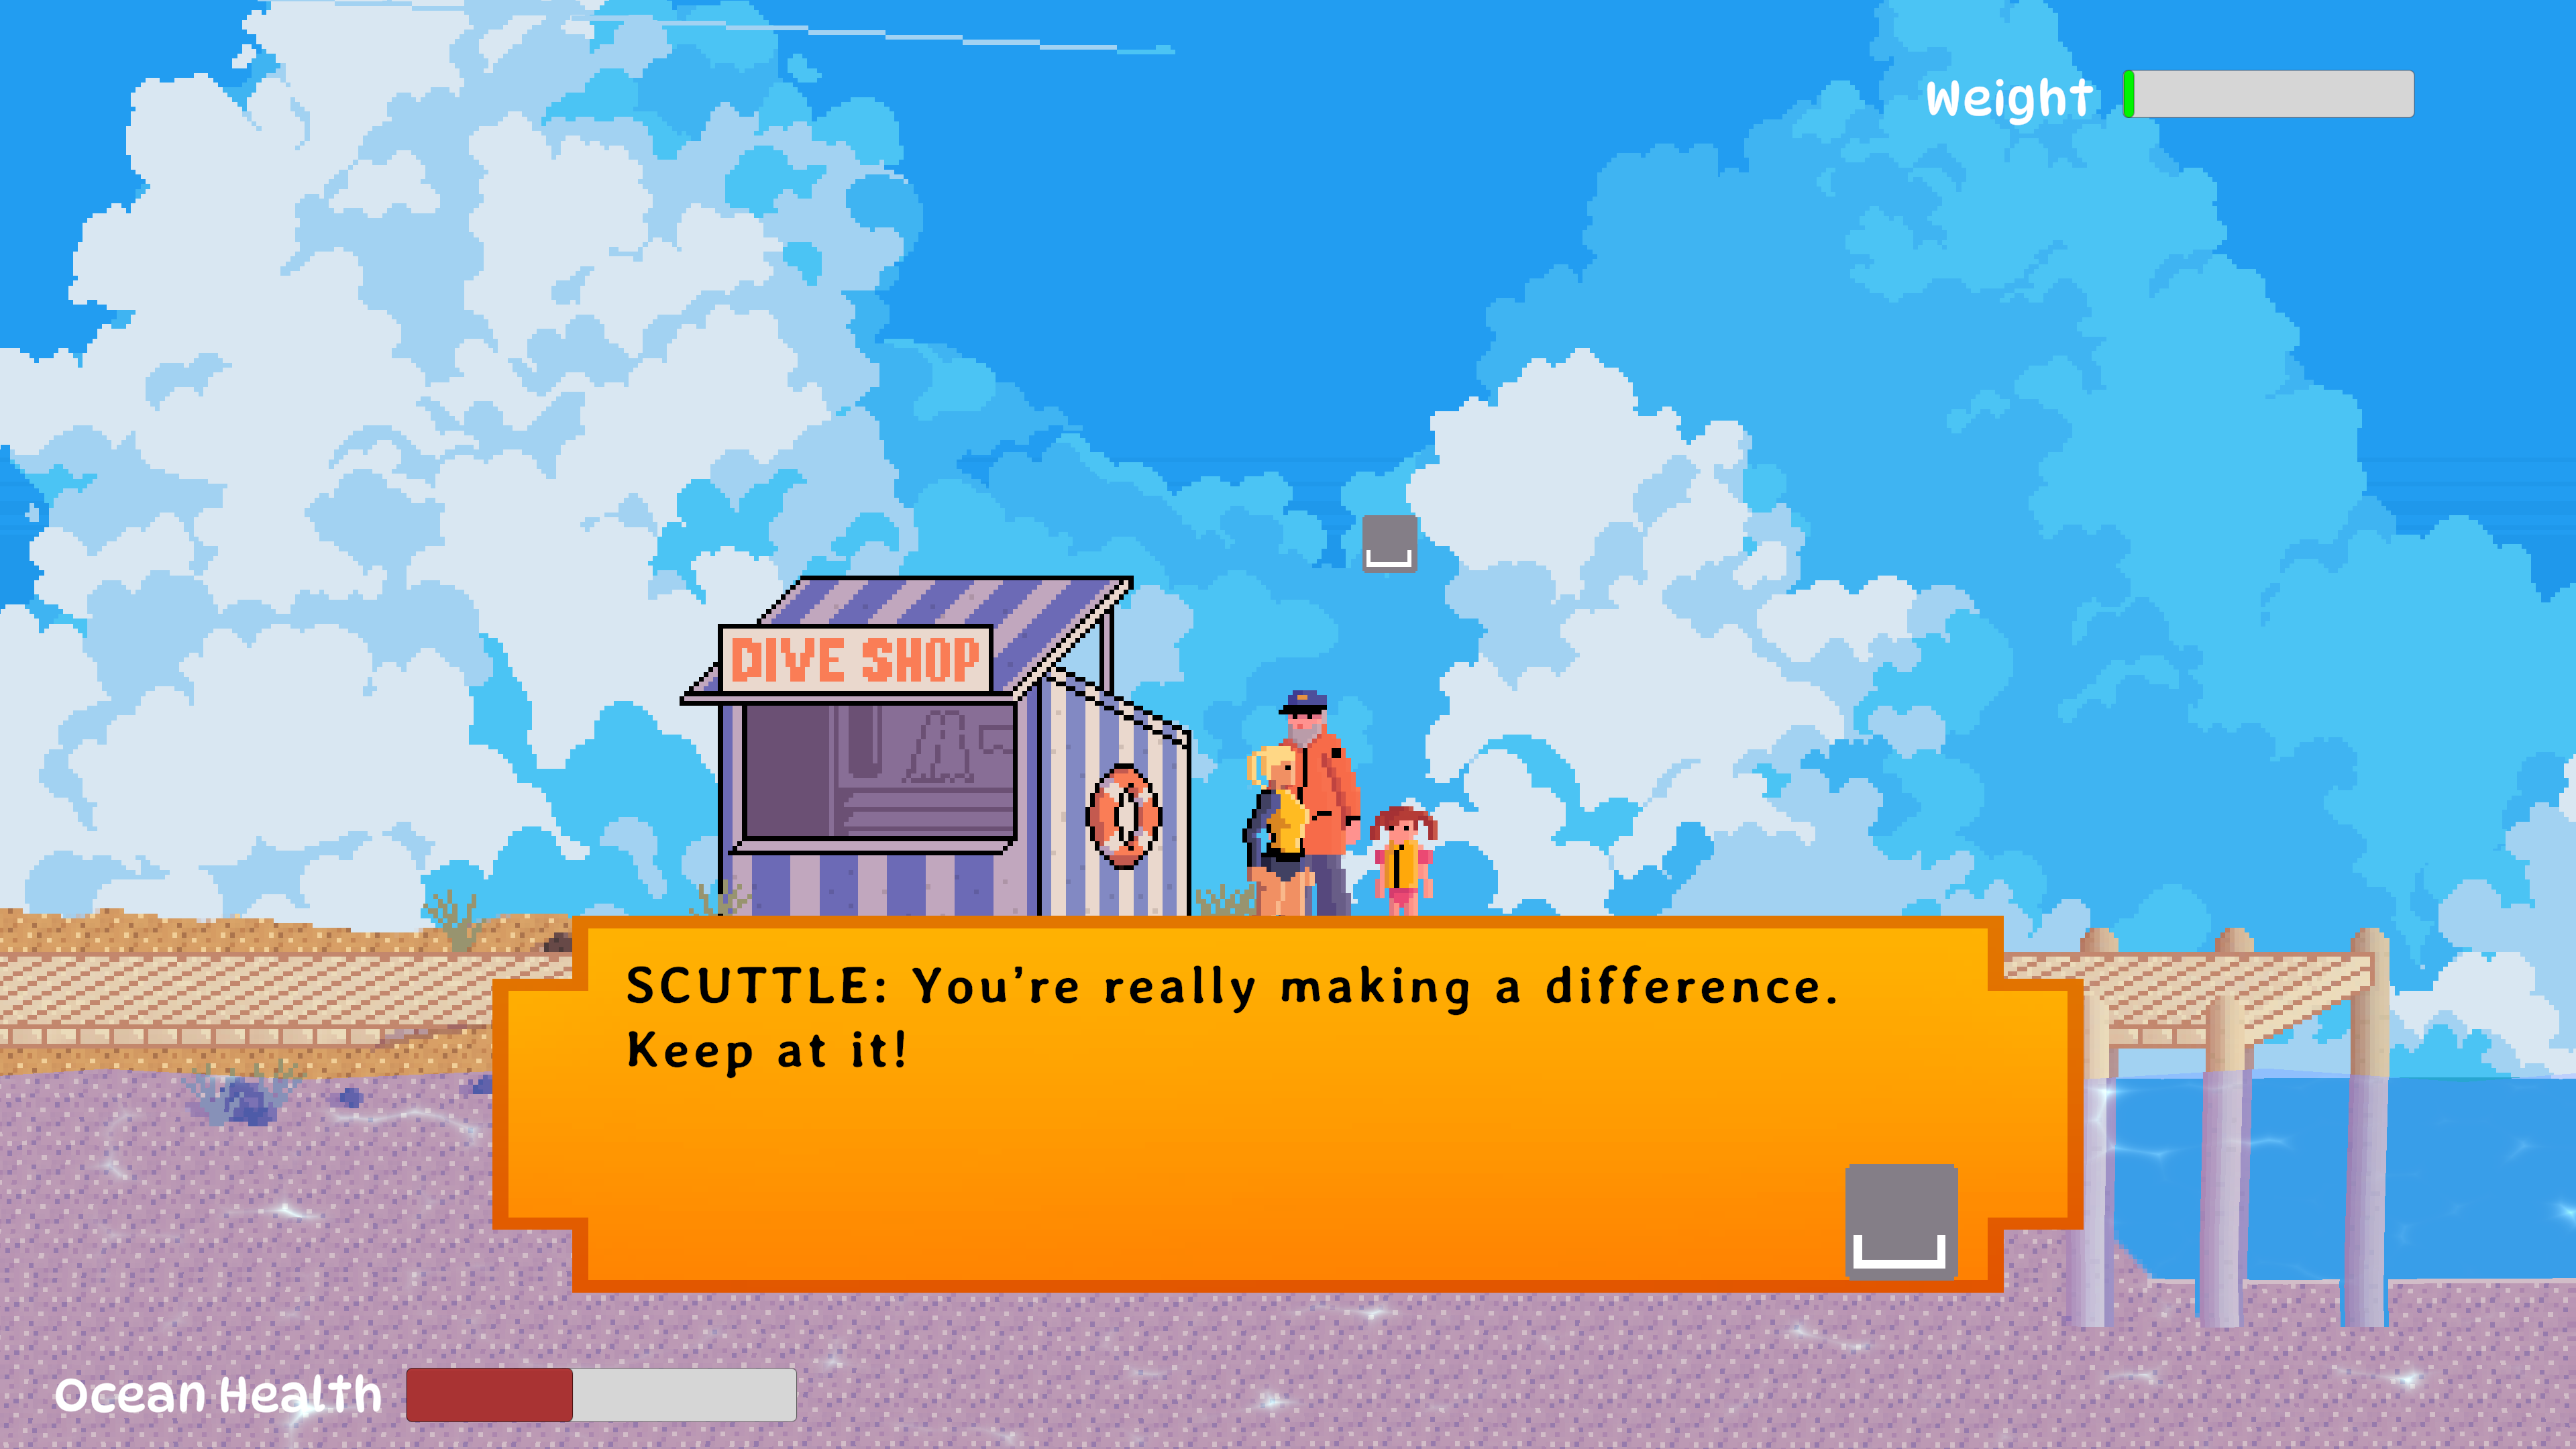 Weight
DIVE SHOP
SCUTTLE: You're really making a difference.
Keep at it!
Ocean Health